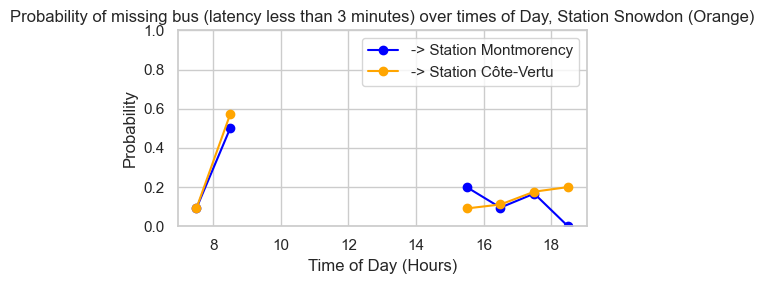 Probability of missing bus (latency less than 3 minutes) over times of Day, Station Snowdon (Orange)
1.0
0.8
0.6
0.4
0.2
0.0
Probability
-> Station Montmorency
-> Station Côte-Vertu
8
10
12
14
16
18
Time of Day (Hours)